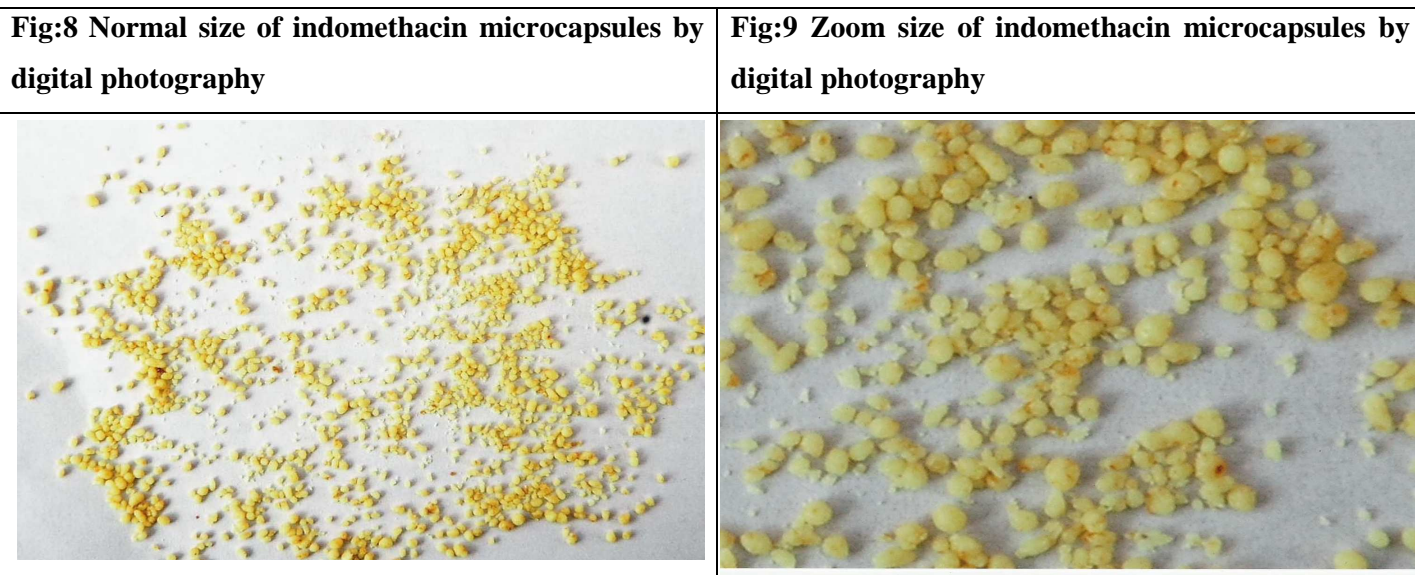 Fig:8 Normal size of indomethacin microcapsules by
digital photography
Fig:9 Zoom size of indomethacin microcapsules by
digital photography